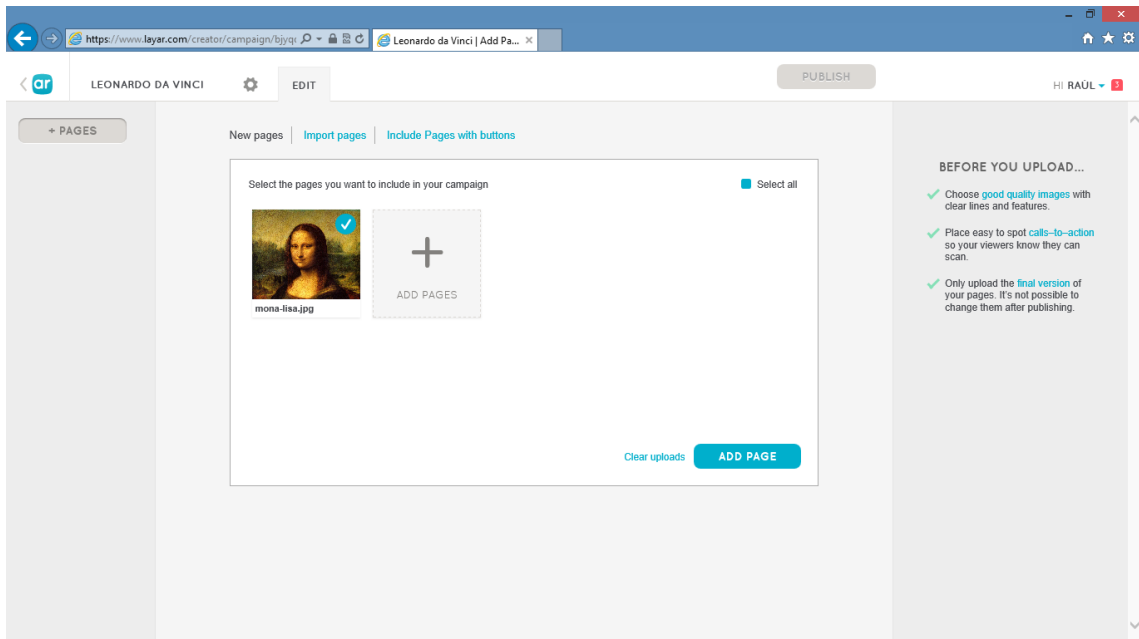 https://www.layar.com/creator/campaign/bjyqi
Leonardo da Vinci | Add Pa...
ar
LEONARDO DA VINCI
EDIT
PUBLISH
HI RAÚL
3
+ PAGES
New pages
Import pages
Include Pages with buttons
Select the pages you want to include in your campaign
Select all
ADD PAGES
mona-lisa.jpg
Clear uploads
ADD PAGE
BEFORE YOU UPLOAD...
Choose good quality images with
clear lines and features.
Place easy to spot calls-to-action
so your viewers know they can
scan.
Only upload the final version of
your pages. It's not possible to
change them after publishing.